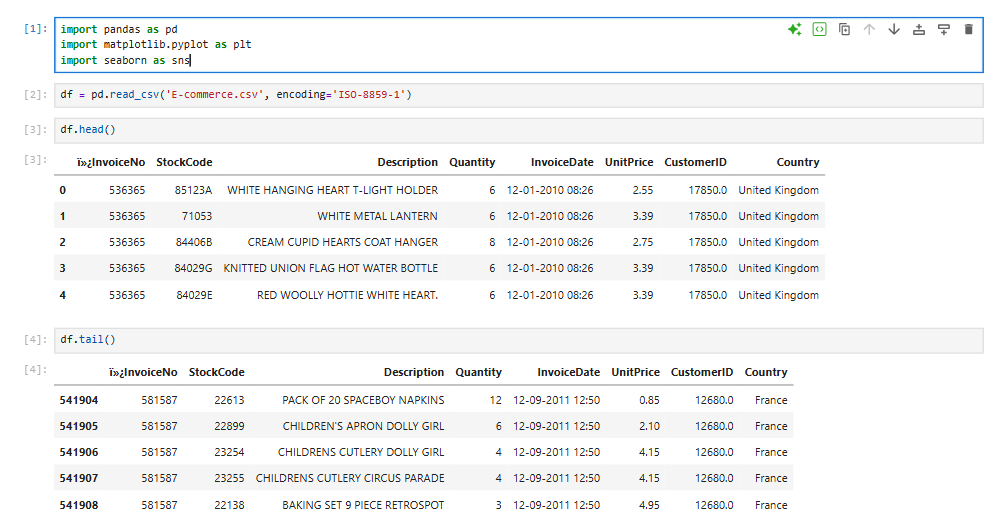 [1]: import pandas as pd
import matplotlib.pyplot as plt
import seaborn as sns
[2]: df = pd.read_csv('E-commerce.csv', encoding='ISO-8859-1')
[3]: df.head()
[3]: ï»¿InvoiceNo StockCode Description Quantity InvoiceDate UnitPrice CustomerID Country
0 536365 85123A WHITE HANGING HEART T-LIGHT HOLDER 6 12-01-2010 08:26 2.55 17850.0 United Kingdom
1 536365 71053 WHITE METAL LANTERN 6 12-01-2010 08:26 3.39 17850.0 United Kingdom
2 536365 84406B CREAM CUPID HEARTS COAT HANGER 8 12-01-2010 08:26 2.75 17850.0 United Kingdom
3 536365 84029G KNITTED UNION FLAG HOT WATER BOTTLE 6 12-01-2010 08:26 3.39 17850.0 United Kingdom
4 536365 84029E RED WOOLLY HOTTIE WHITE HEART. 6 12-01-2010 08:26 3.39 17850.0 United Kingdom
[4]: df.tail()
[4]: ï»¿InvoiceNo StockCode Description Quantity InvoiceDate UnitPrice CustomerID Country
541904 581587 22613 PACK OF 20 SPACEBOY NAPKINS 12 12-09-2011 12:50 0.85 12680.0 France
541905 581587 22899 CHILDREN'S APRON DOLLY GIRL 6 12-09-2011 12:50 2.10 12680.0 France
541906 581587 23254 CHILDRENS CUTLERY DOLLY GIRL 4 12-09-2011 12:50 4.15 12680.0 France
541907 581587 23255 CHILDRENS CUTLERY CIRCUS PARADE 4 12-09-2011 12:50 4.15 12680.0 France
541908 581587 22138 BAKING SET 9 PIECE RETROSPOT 3 12-09-2011 12:50 4.95 12680.0 France